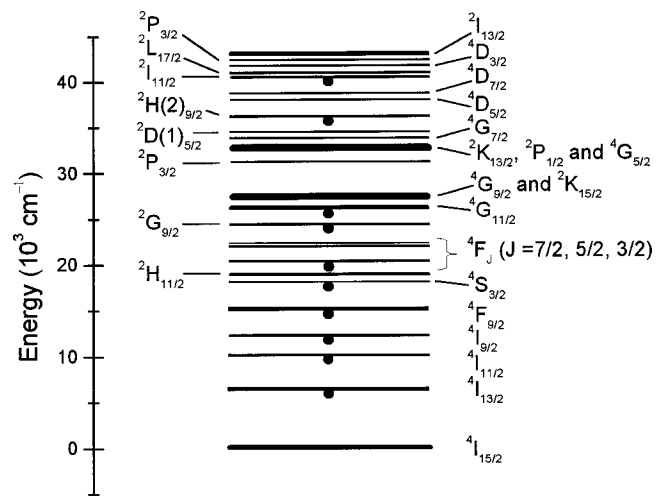 ²P₃/₂
²L₁₇/₂
²I₁₁/₂
²H(2)₉/₂
²D(1)₅/₂
²P₃/₂
²G₉/₂
²H₁₁/₂
²I₁₃/₂
⁴D₃/₂
⁴D₇/₂
⁴D₅/₂
⁴G₇/₂
²K₁₃/₂, ²P₁/₂ and ⁴G₅/₂
⁴G₉/₂ and ²K₁₅/₂
⁴G₁₁/₂
⁴F_J (J =7/2, 5/2, 3/2)
⁴S₃/₂
⁴F₉/₂
⁴I₉/₂
⁴I₁₁/₂
⁴I₁₃/₂
⁴I₁₅/₂
40
30
20
10
0
Energy (10³ cm⁻¹)